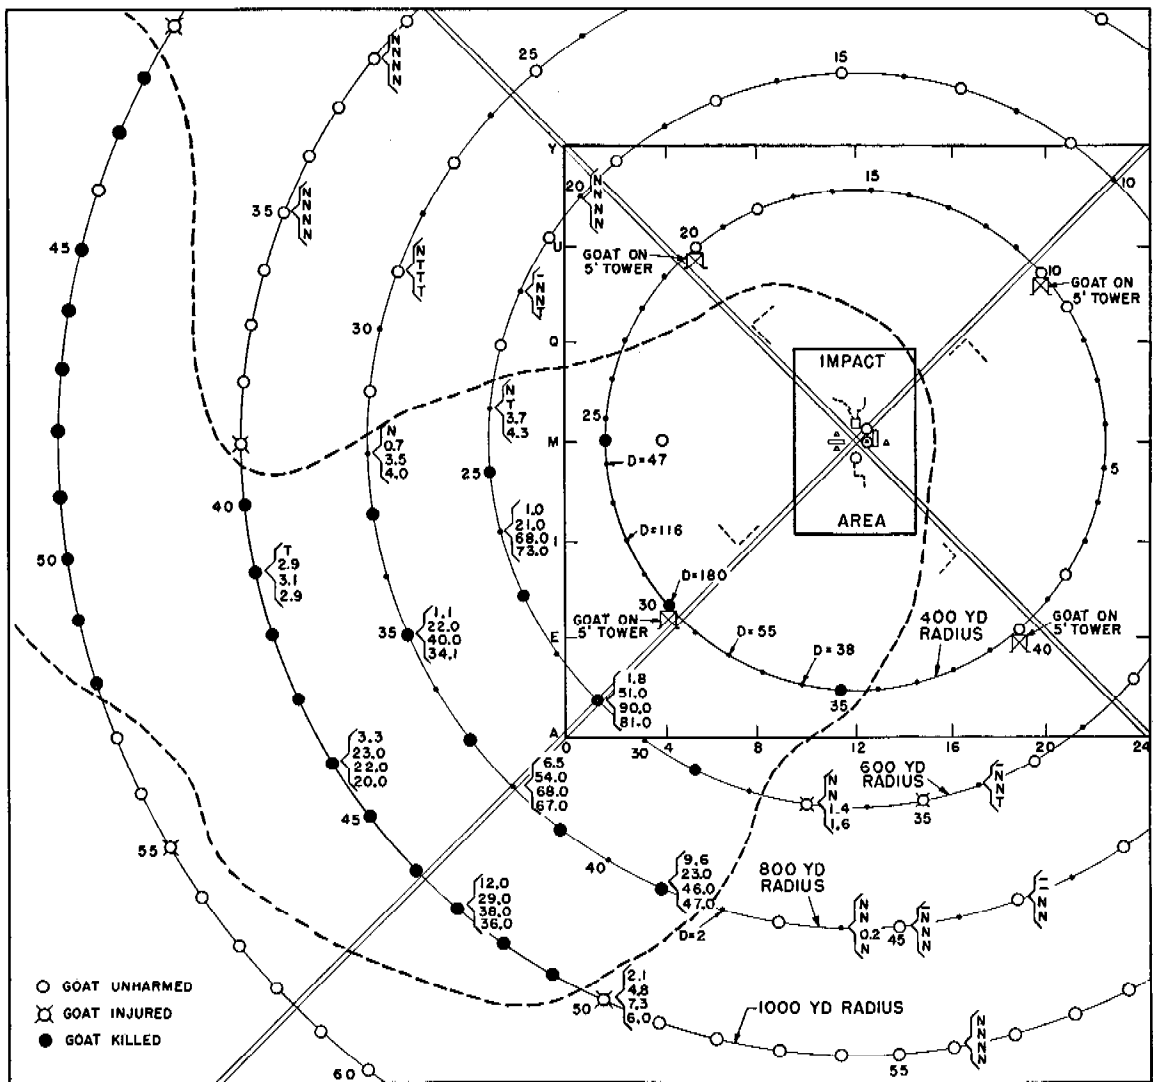 25
15
N
N
N
N
Y
20
N
N
N
N
15
10
35
N
N
N
N
45
U
20
GOAT ON
5' TOWER
10
GOAT ON
5' TOWER
N
T
T
T
–
N
N
T
30
Q
IMPACT
N
T
3.7
4.3
25
N
0.7
3.5
4.0
M
25
D=47
5
40
1.0
21.0
68.0
73.0
I
D=116
AREA
50
T
2.9
3.1
2.9
D=180
30
GOAT ON
5' TOWER
35
1.1
22.0
40.0
34.1
E
D=55
D=38
400 YD
RADIUS
GOAT ON
5' TOWER
40
1.8
51.0
90.0
81.0
35
A
0
4
8
12
16
20
24
30
3.3
23.0
22.0
20.0
6.5
54.0
68.0
67.0
600 YD
RADIUS
–
N
N
T
N
N
1.4
1.6
35
45
55
40
9.6
23.0
46.0
47.0
800 YD
RADIUS
12.0
29.0
38.0
36.0
D=2
N
N
0.2
N
45
–
N
N
N
–
–
N
N
GOAT UNHARMED
GOAT INJURED
GOAT KILLED
50
2.1
4.8
7.3
6.0
1000 YD RADIUS
N
N
N
N
55
60